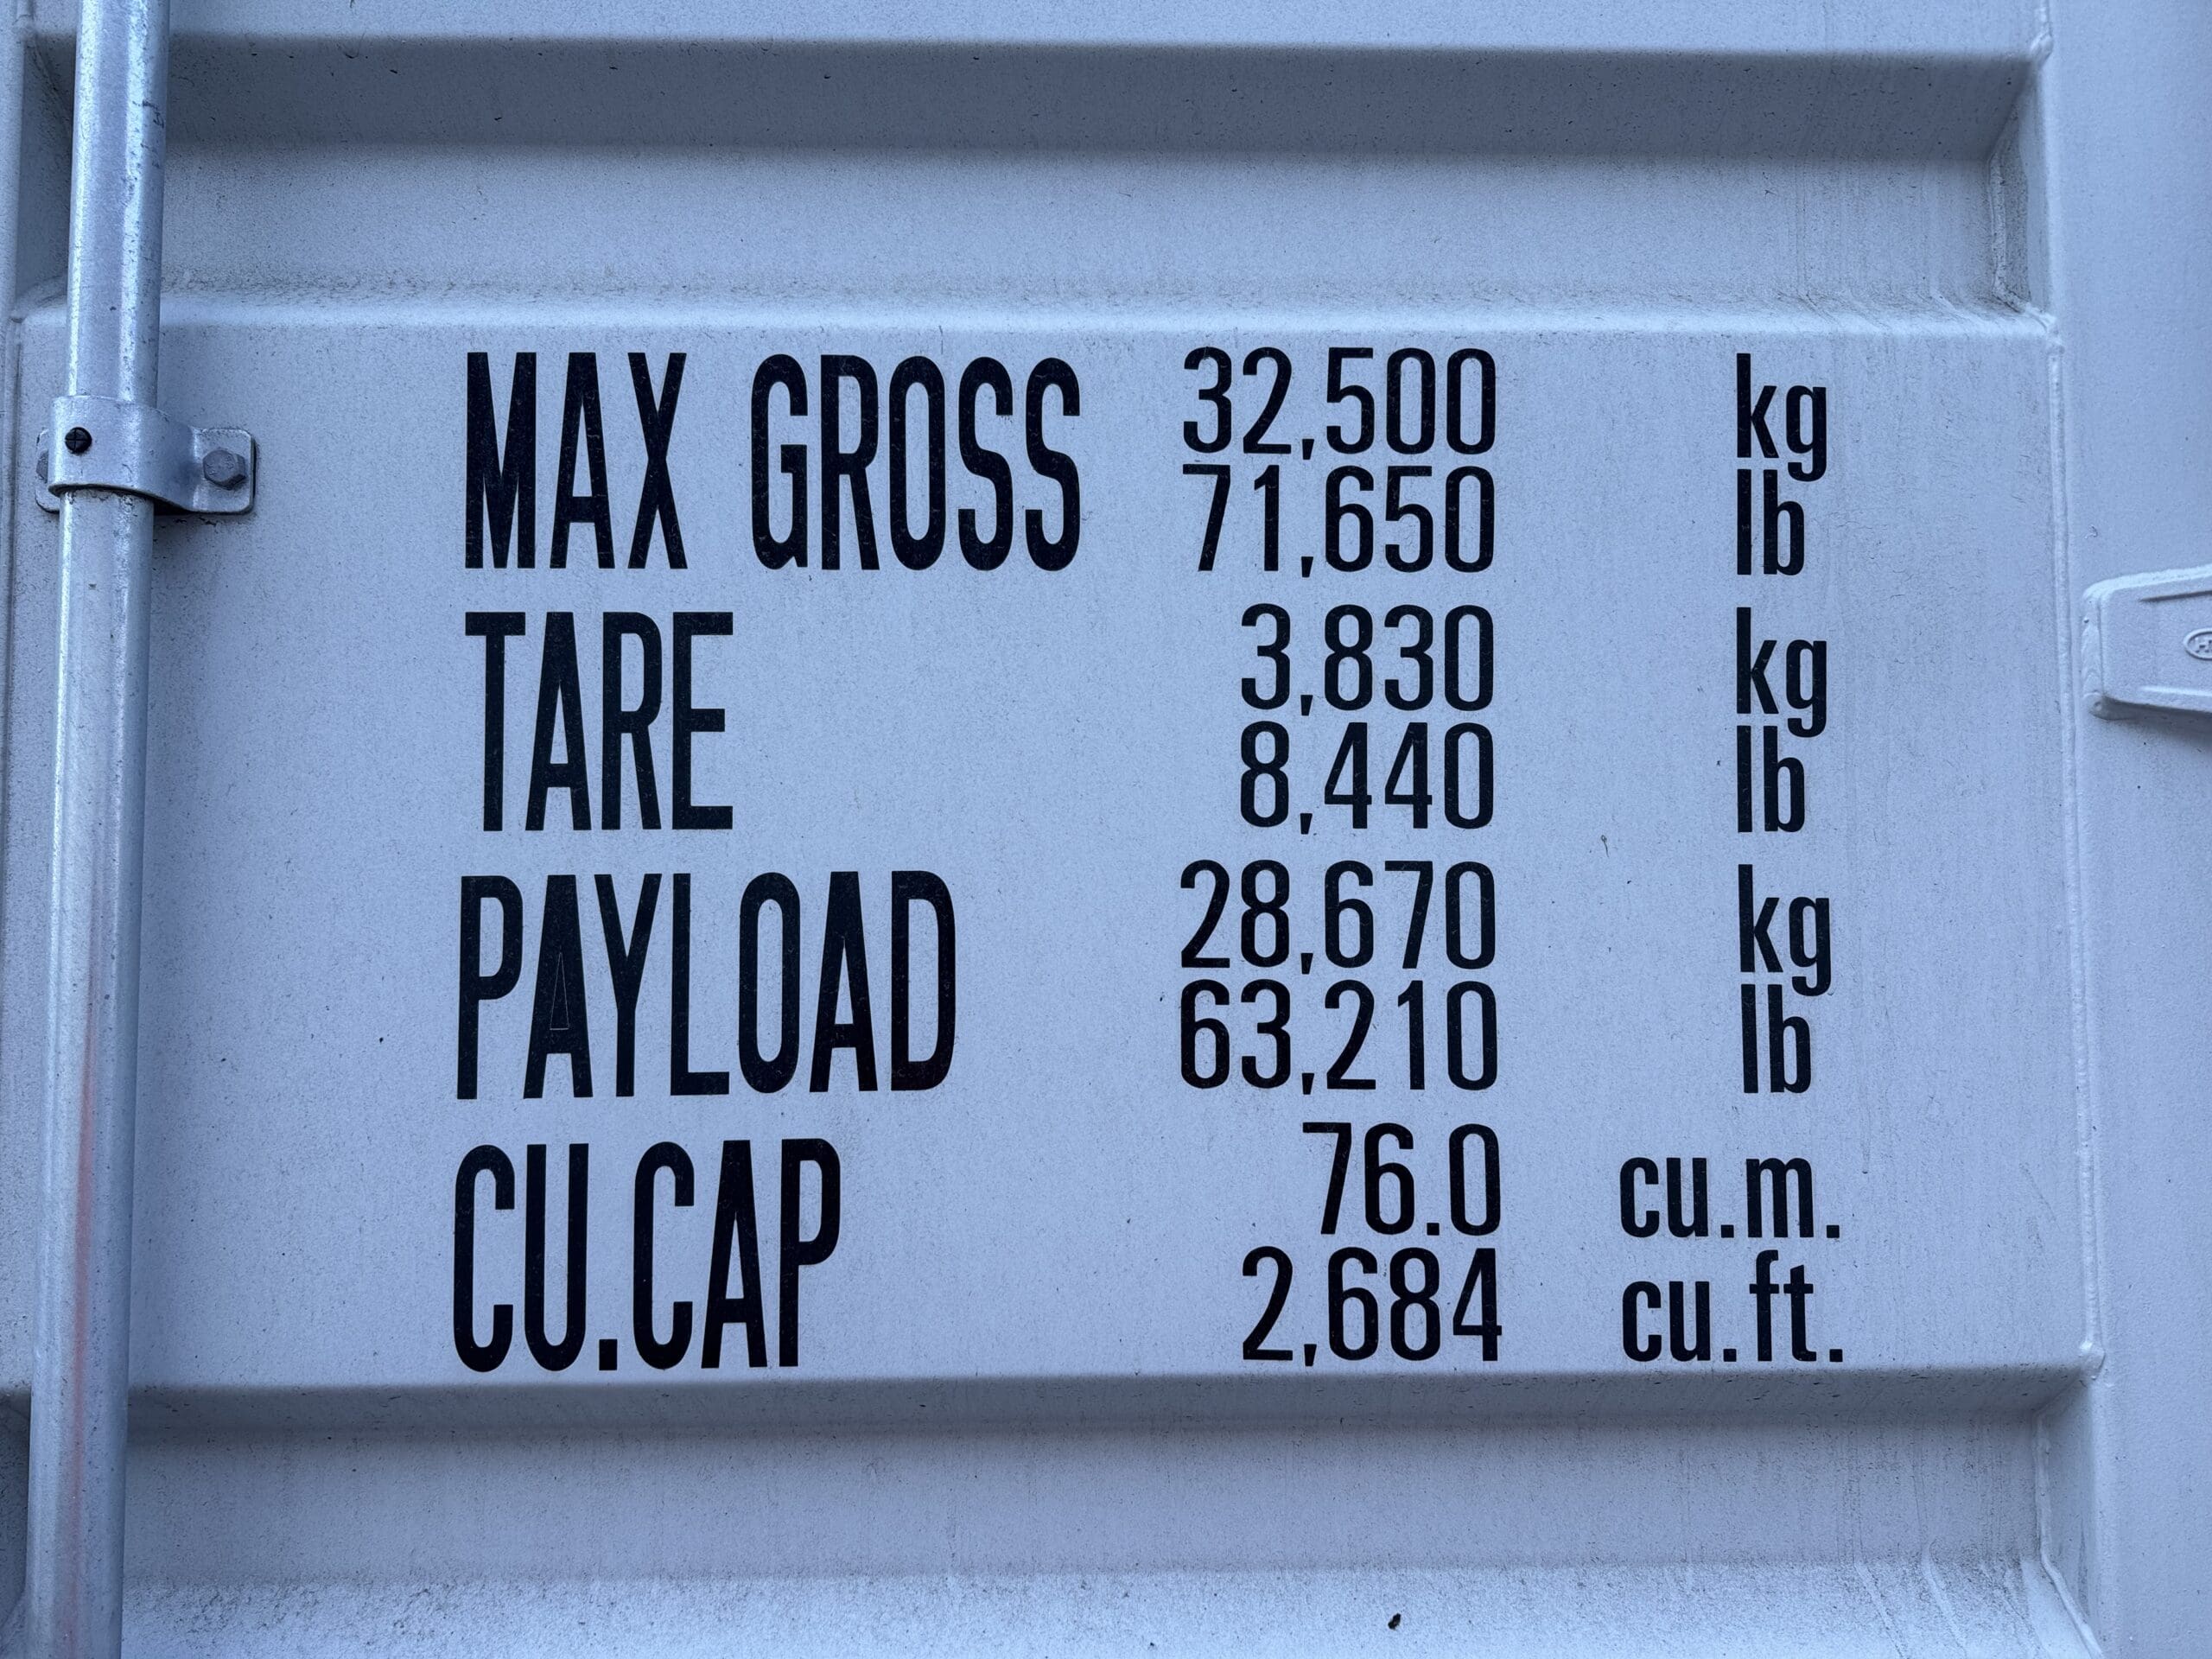 MAX GROSS 32,500 kg
71,650 lb
TARE 3,830 kg
8,440 lb
PAYLOAD 28,670 kg
63,210 lb
CU.CAP 76.0 cu.m.
2,684 cu.ft.